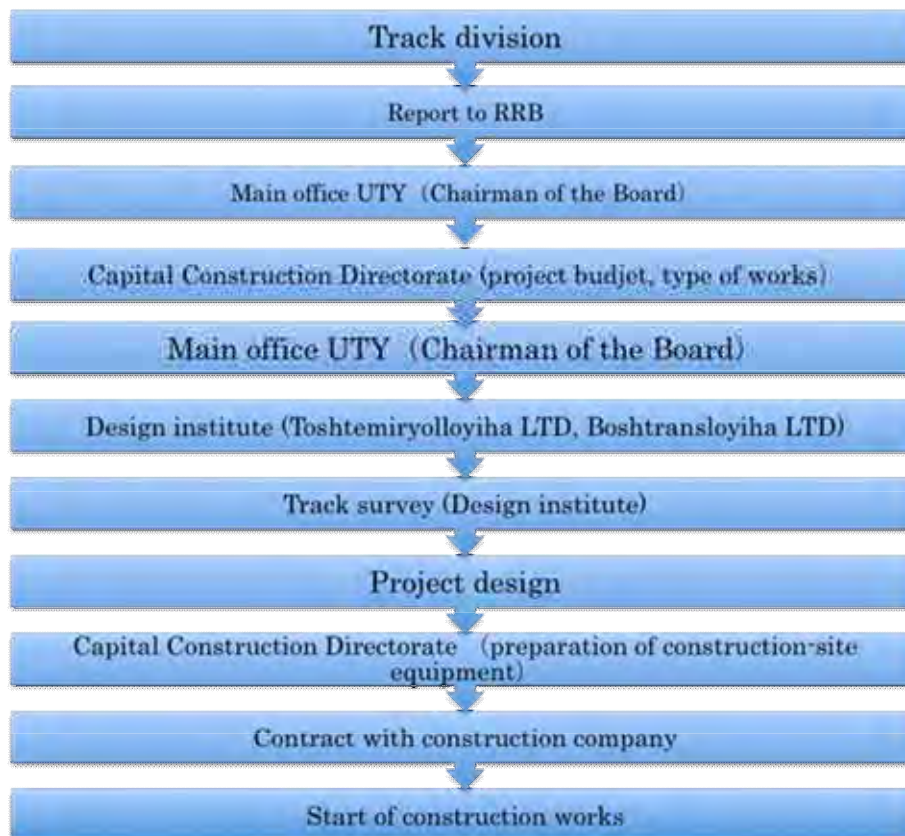 Track division
Report to RRB
Main office UTY (Chairman of the Board)
Capital Construction Directorate (project budjet, type of works)
Main office UTY (Chairman of the Board)
Design institute (Toshtemiryolloyiha LTD, Boshtransloyiha LTD)
Track survey (Design institute)
Project design
Capital Construction Directorate (preparation of construction-site
equipment)
Contract with construction company
Start of construction works